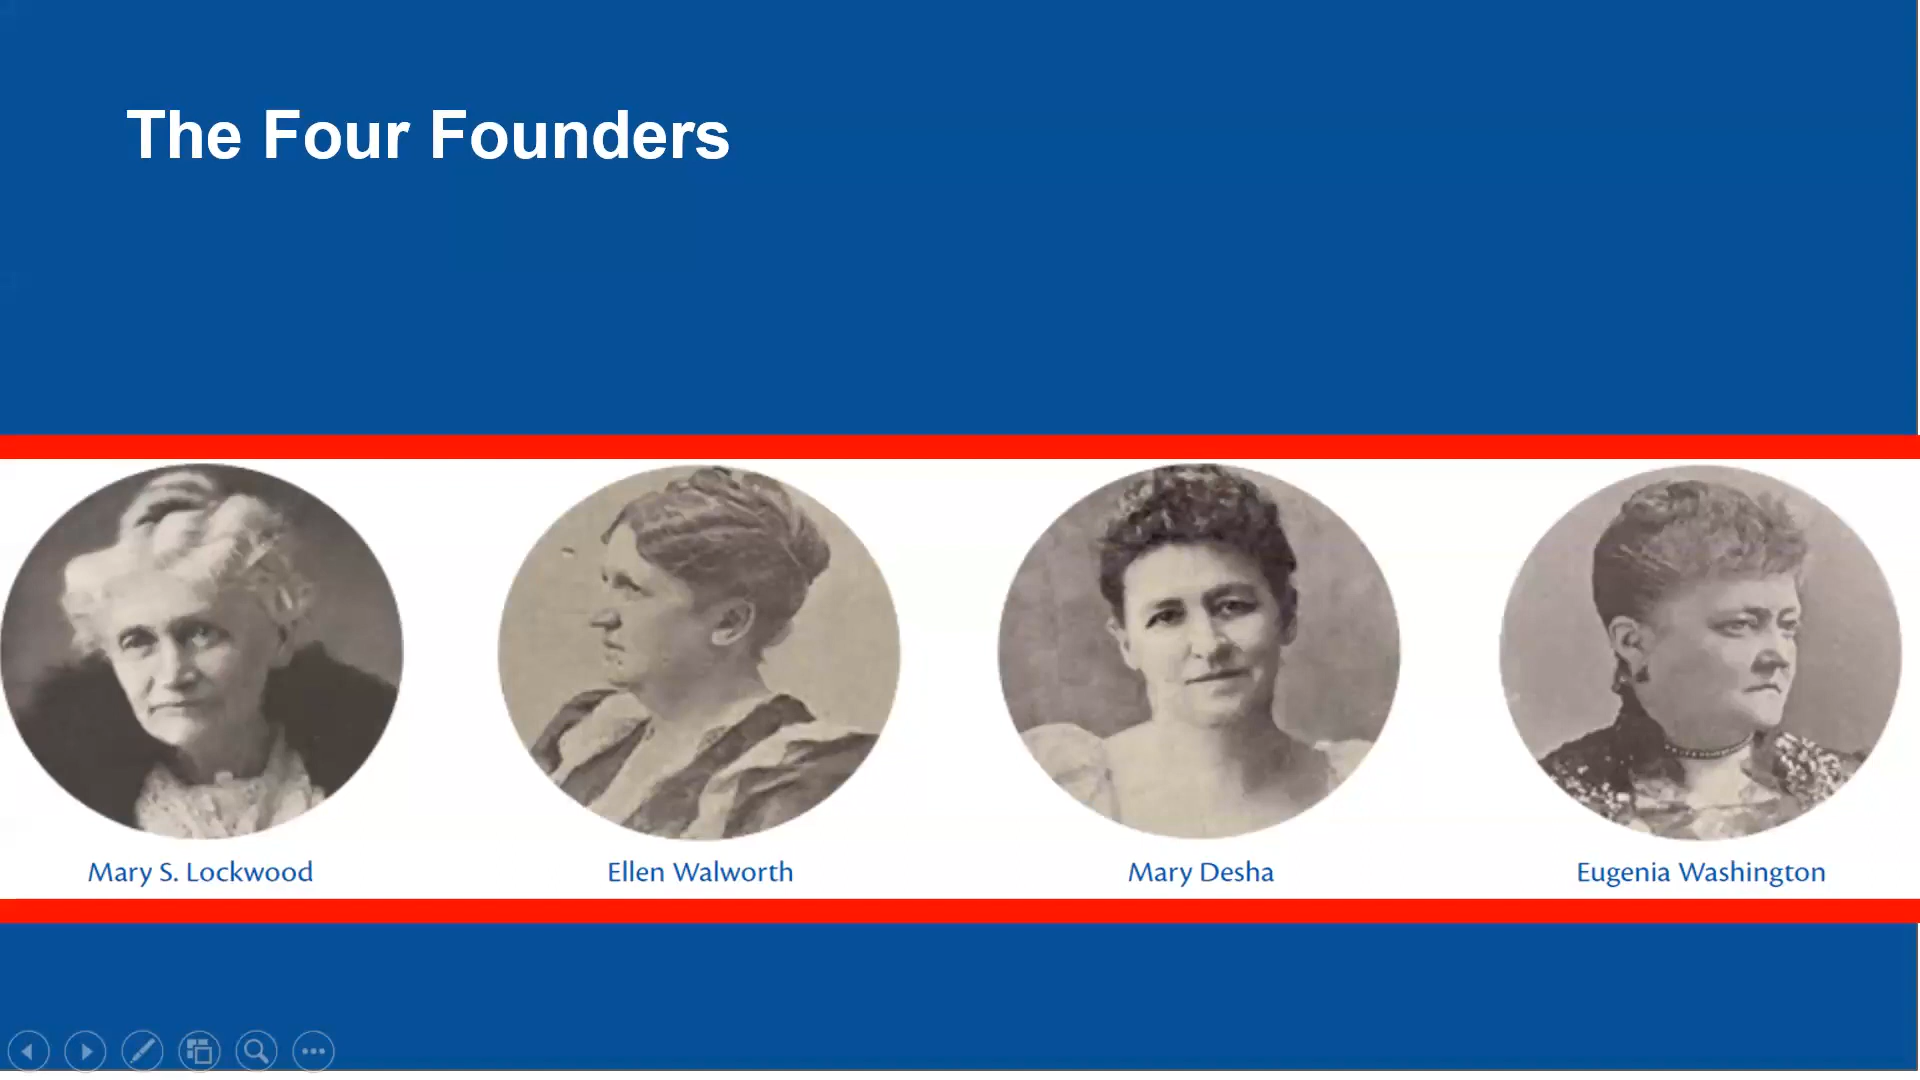 The Four Founders
Mary S. Lockwood
Ellen Walworth
Mary Desha
Eugenia Washington